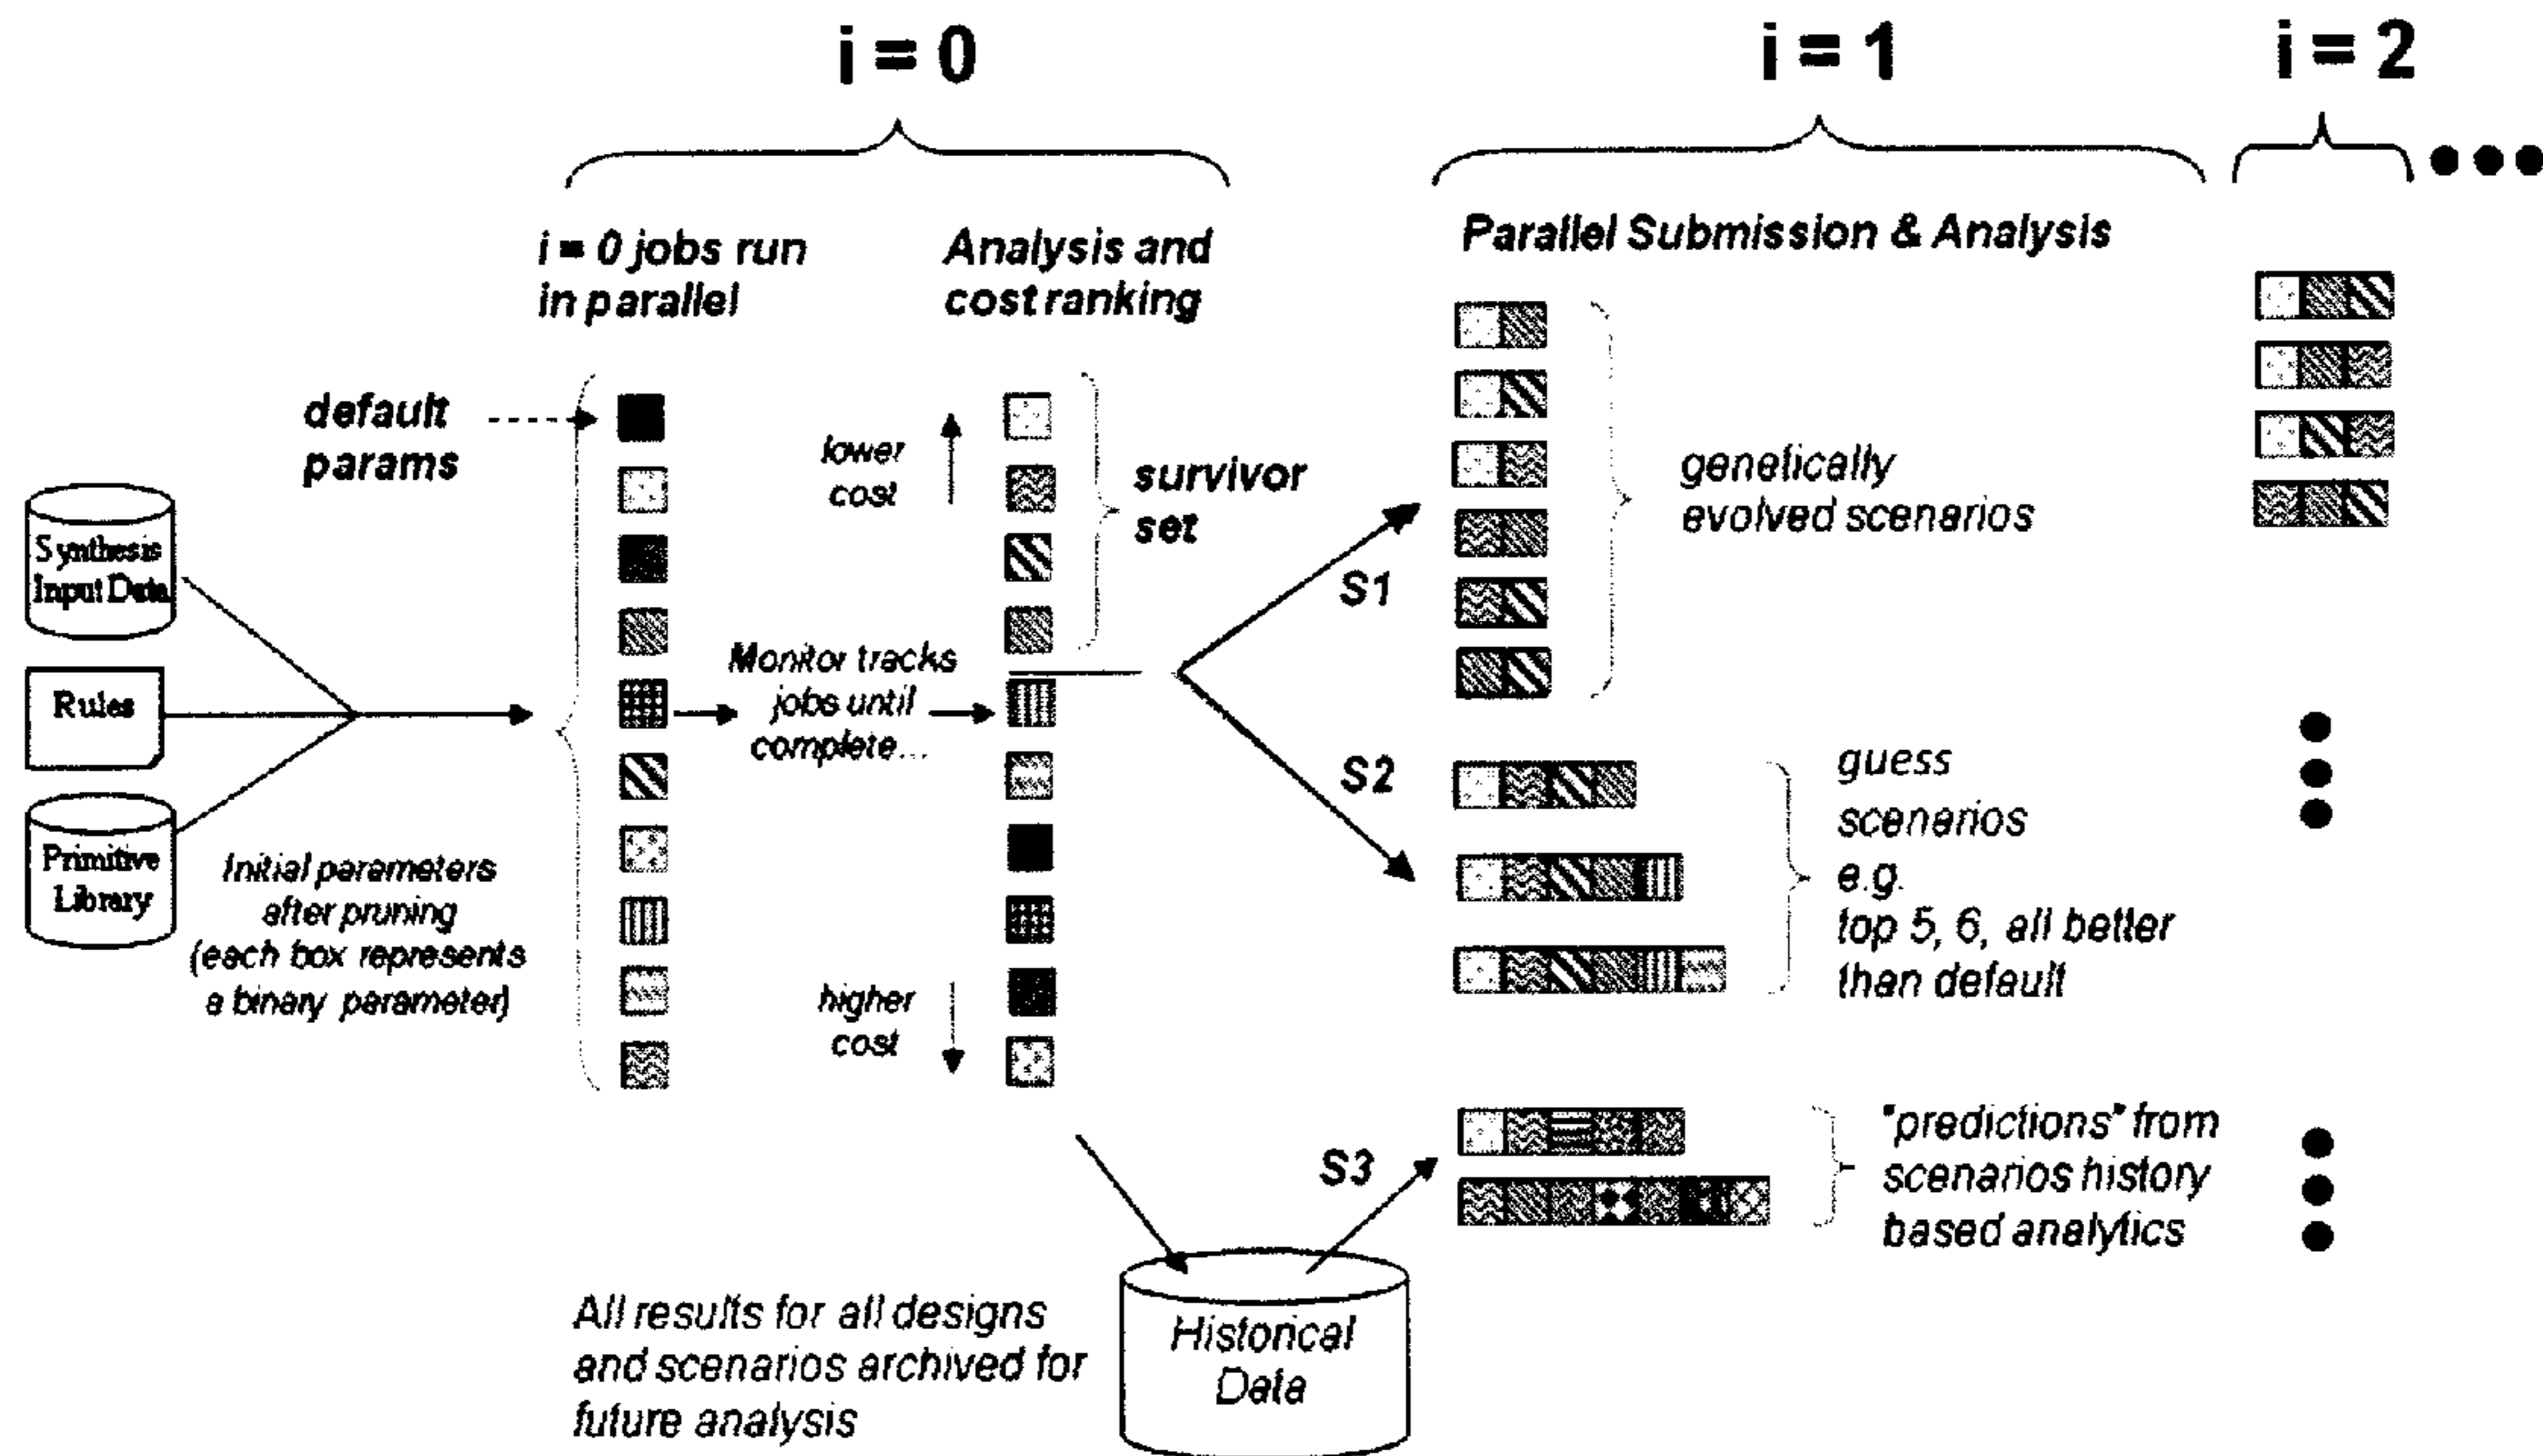 i = 0
i = 1
i = 2
i = 0 jobs run
in parallel
Analysis and
cost ranking
Parallel Submission & Analysis
default
params
lower
cost
survivor
set
genetically
evolved scenarios
Synthesis
Input Data
Rules
Primitive
Library
Initial parameters
after pruning
(each box represents
a binary parameter)
Monitor tracks
jobs until
complete...
higher
cost
S1
S2
guess
scenarios
e.g.
top 5, 6, all better
than default
S3
"predictions" from
scenarios history
based analytics
All results for all designs
and scenarios archived for
future analysis
Historical
Data